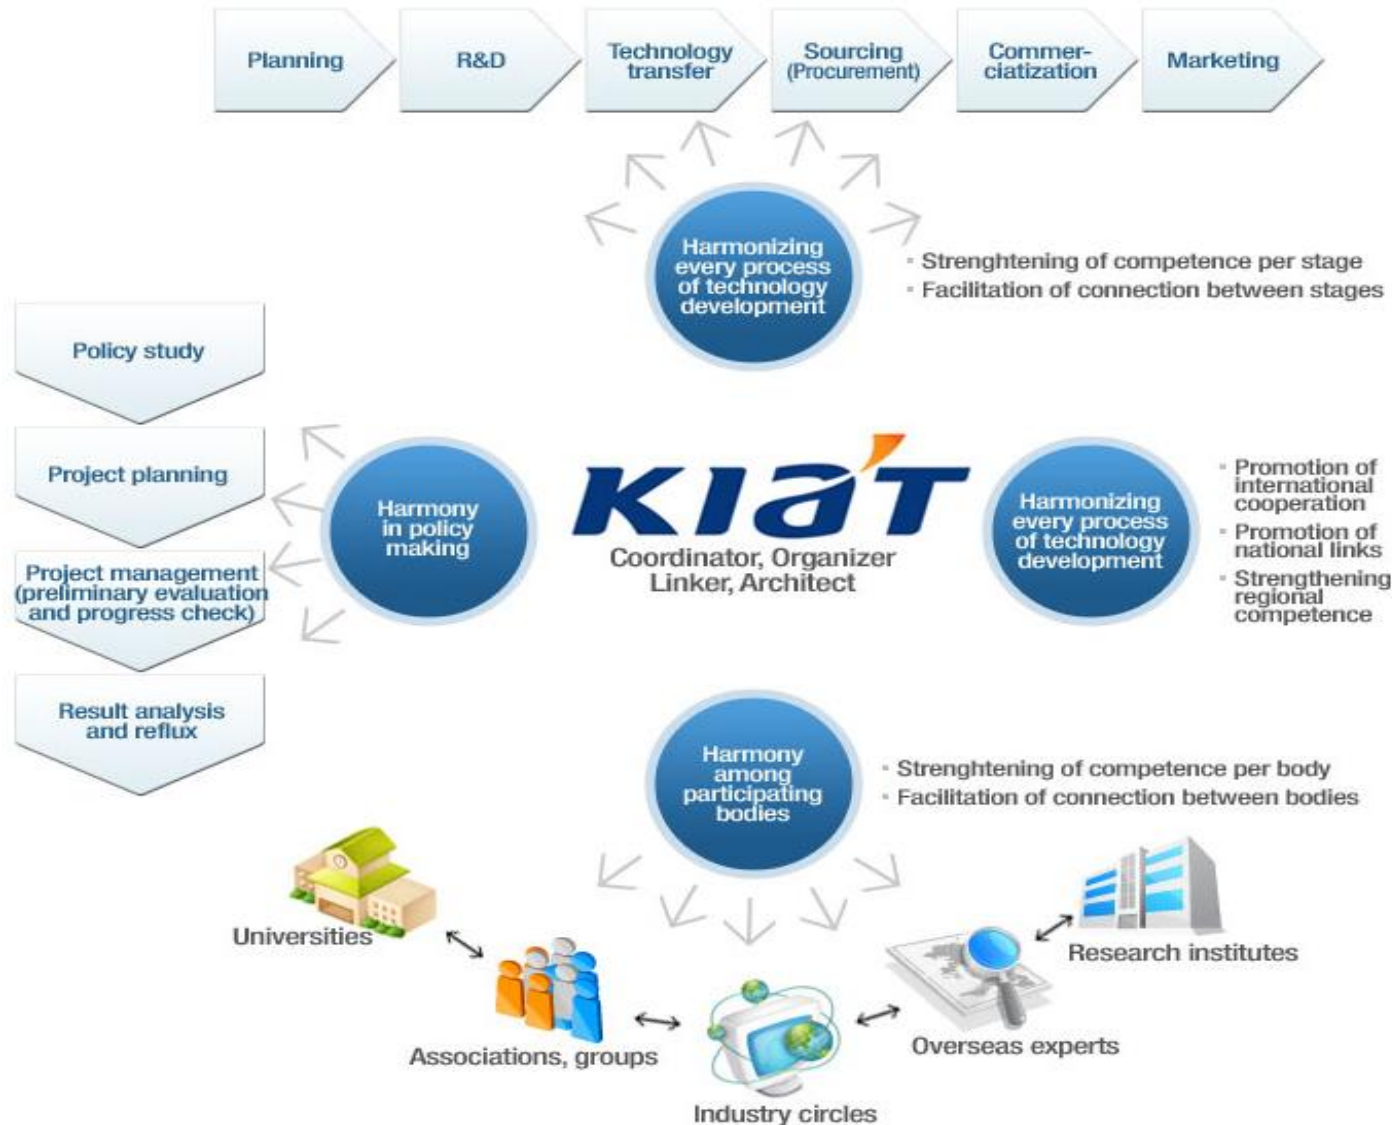 Planning
R&D
Technology
transfer
Sourcing
(Procurement)
Commer-
ciatization
Marketing
Harmonizing
every process
of technology
development
▫ Strenghtening of competence per stage
▫ Facilitation of connection between stages
Policy study
Project planning
Project management
(preliminary evaluation
and progress check)
Result analysis
and reflux
Harmony
in policy
making
KIAT
Coordinator, Organizer
Linker, Architect
Harmonizing
every process
of technology
development
▫ Promotion of
international
cooperation
▫ Promotion of
national links
▫ Strengthening
regional
competence
Harmony
among
participating
bodies
▫ Strenghtening of competence per body
▫ Facilitation of connection between bodies
Universities
Associations, groups
Industry circles
Overseas experts
Research institutes